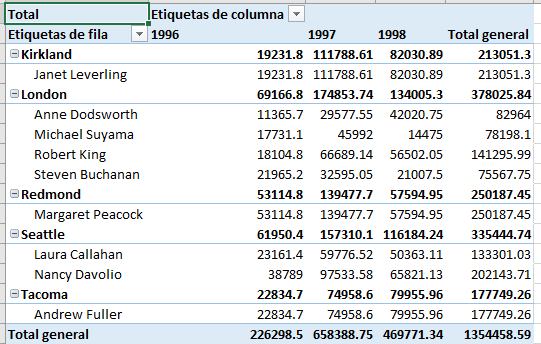 Total Etiquetas de columna
Etiquetas de fila 1996 1997 1998 Total general
Kirkland 19231.8 111788.61 82030.89 213051.3
Janet Leverling 19231.8 111788.61 82030.89 213051.3
London 69166.8 174853.74 134005.3 378025.84
Anne Dodsworth 11365.7 29577.55 42020.75 82964
Michael Suyama 17731.1 45992 14475 78198.1
Robert King 18104.8 66689.14 56502.05 141295.99
Steven Buchanan 21965.2 32595.05 21007.5 75567.75
Redmond 53114.8 139477.7 57594.95 250187.45
Margaret Peacock 53114.8 139477.7 57594.95 250187.45
Seattle 61950.4 157310.1 116184.24 335444.74
Laura Callahan 23161.4 59776.52 50363.11 133301.03
Nancy Davolio 38789 97533.58 65821.13 202143.71
Tacoma 22834.7 74958.6 79955.96 177749.26
Andrew Fuller 22834.7 74958.6 79955.96 177749.26
Total general 226298.5 658388.75 469771.34 1354458.59